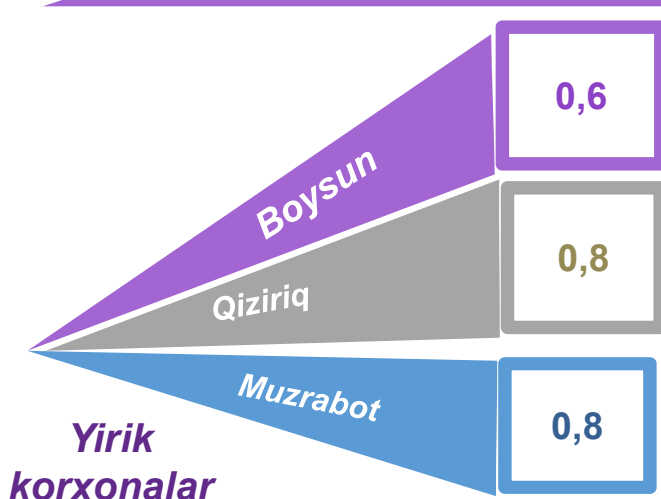 Boysun
0,6
Qiziriq
0,8
Muzrabot
0,8
Yirik
korxonalar